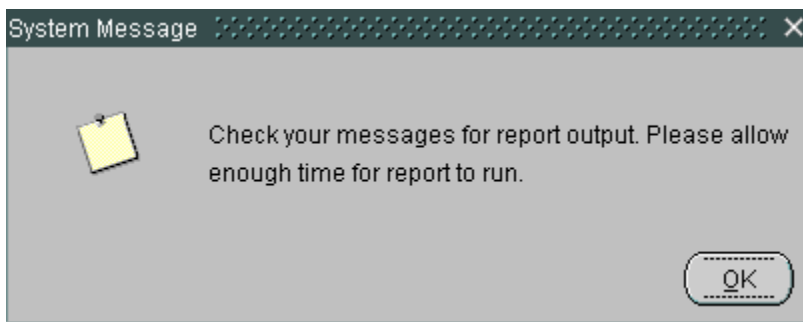 System Message
Check your messages for report output. Please allow
enough time for report to run.
OK